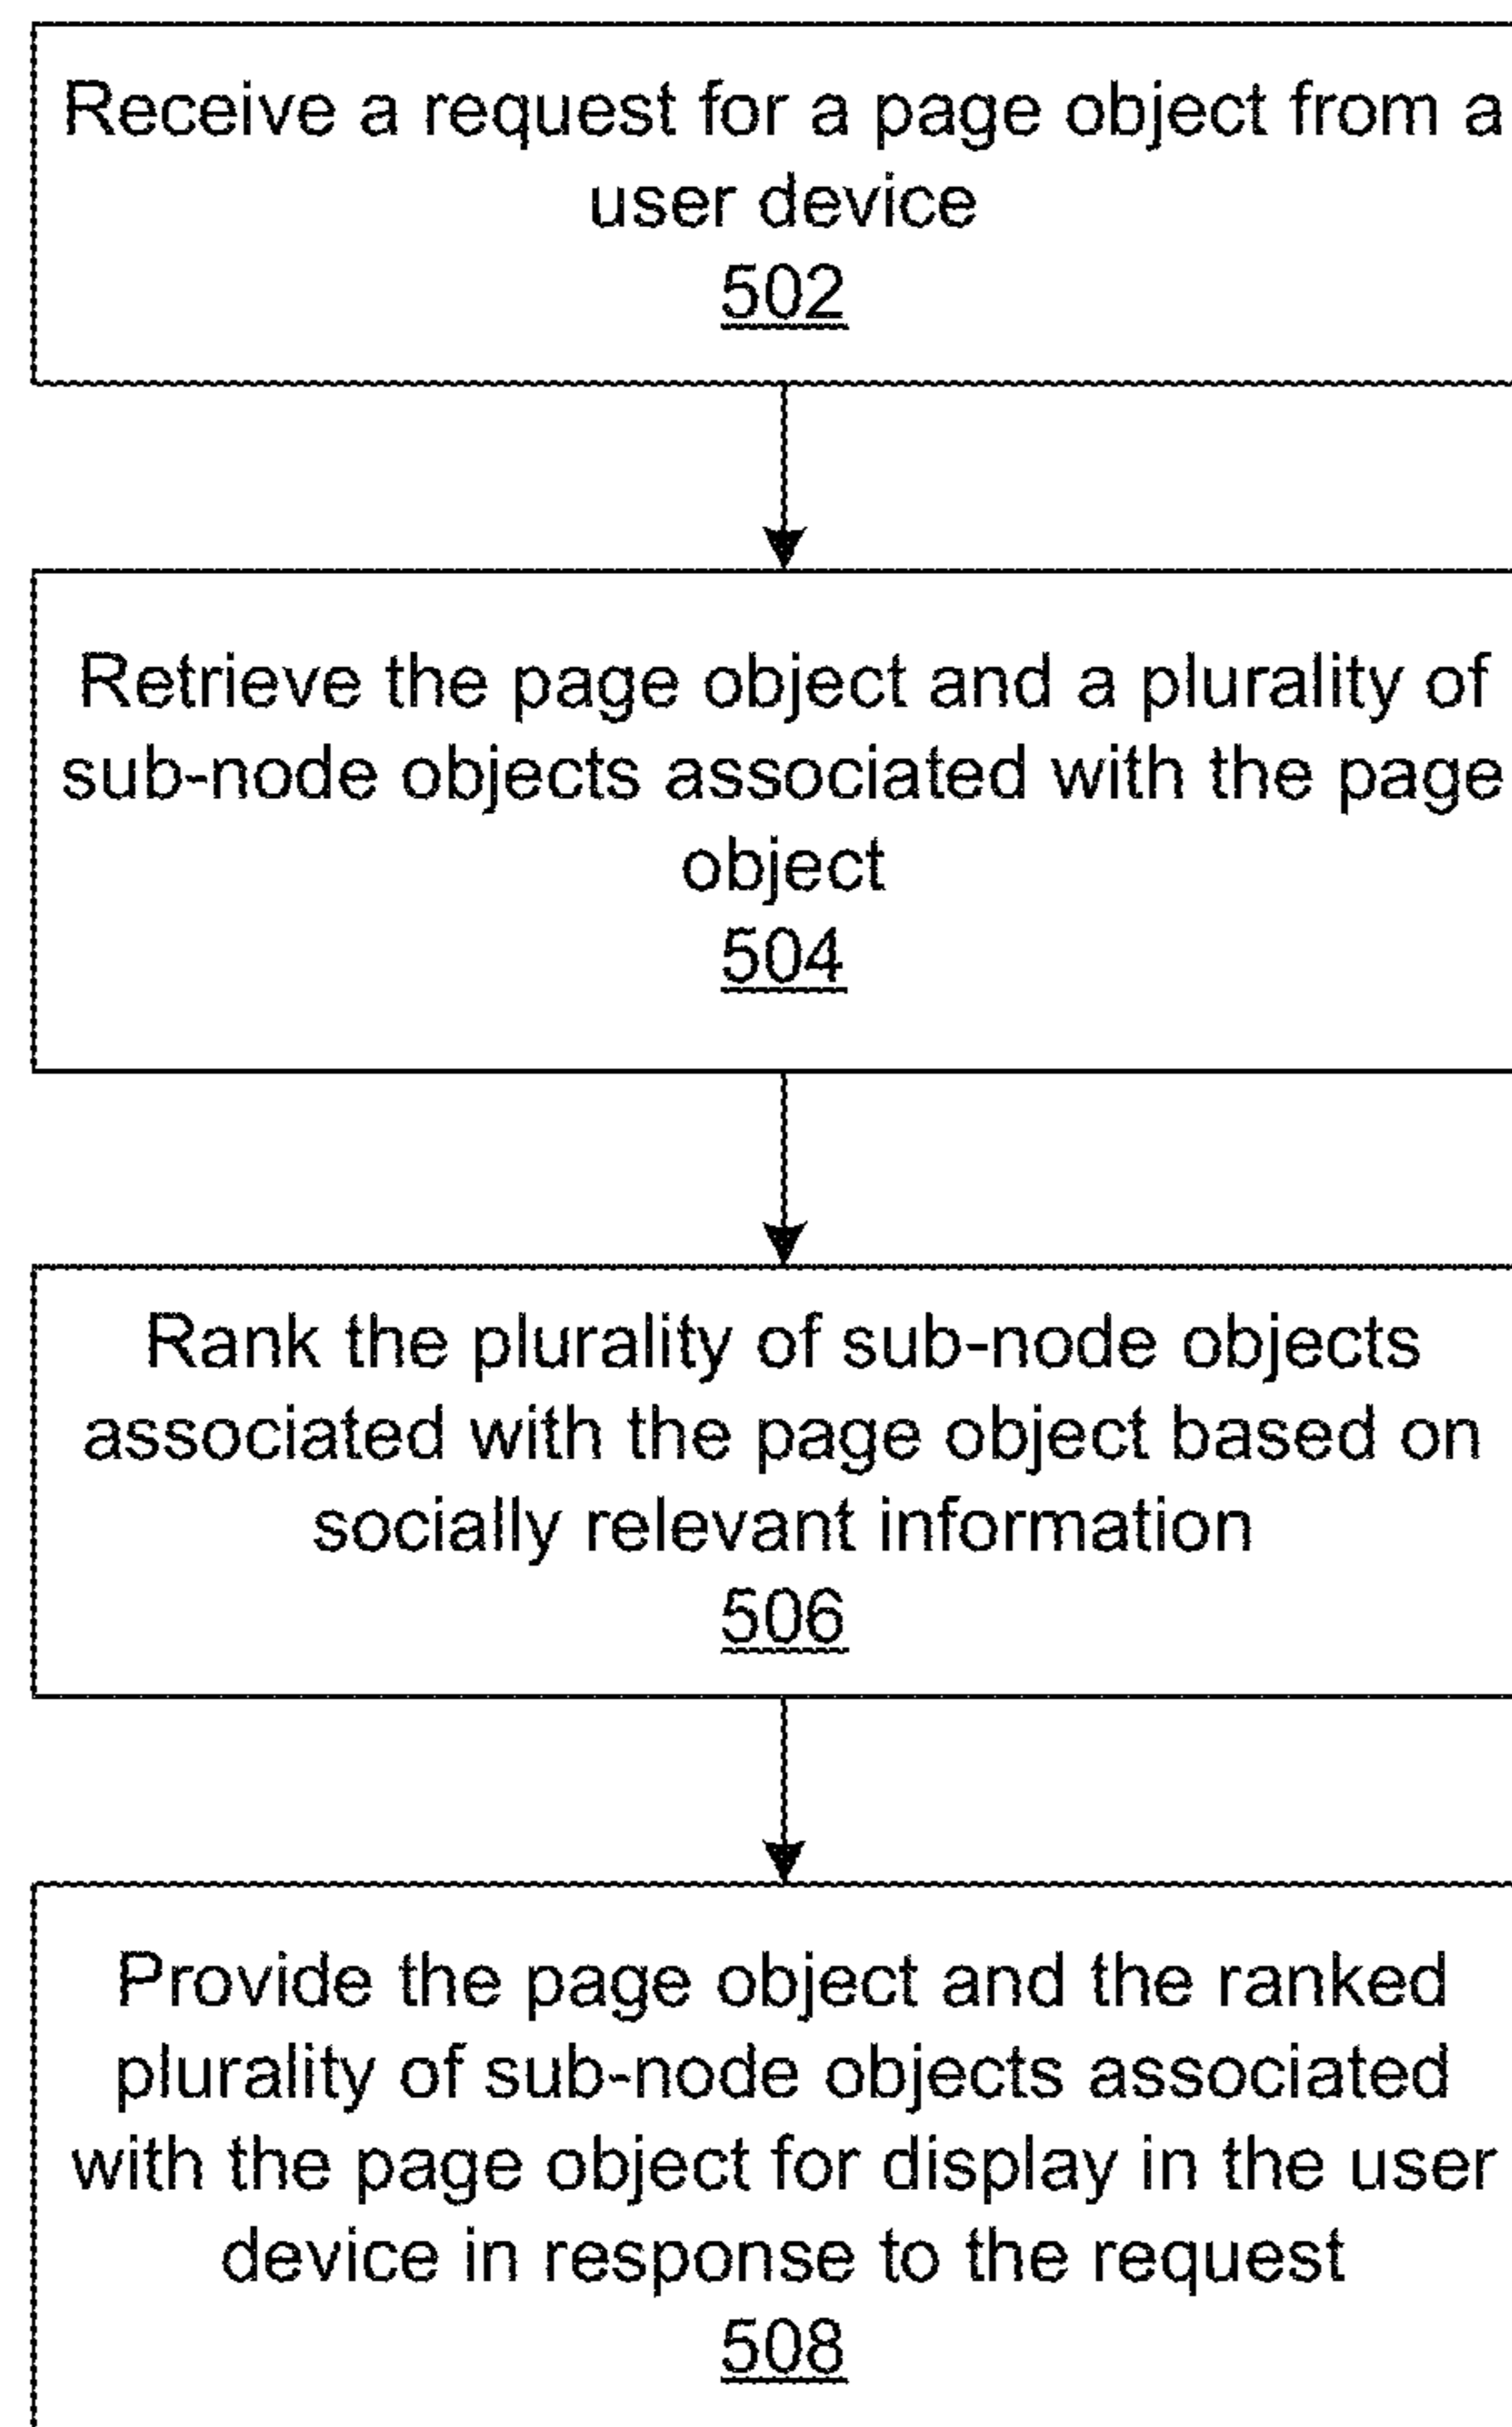 Receive a request for a page object from a
user device
502
Retrieve the page object and a plurality of
sub-node objects associated with the page
object
504
Rank the plurality of sub-node objects
associated with the page object based on
socially relevant information
506
Provide the page object and the ranked
plurality of sub-node objects associated
with the page object for display in the user
device in response to the request
508